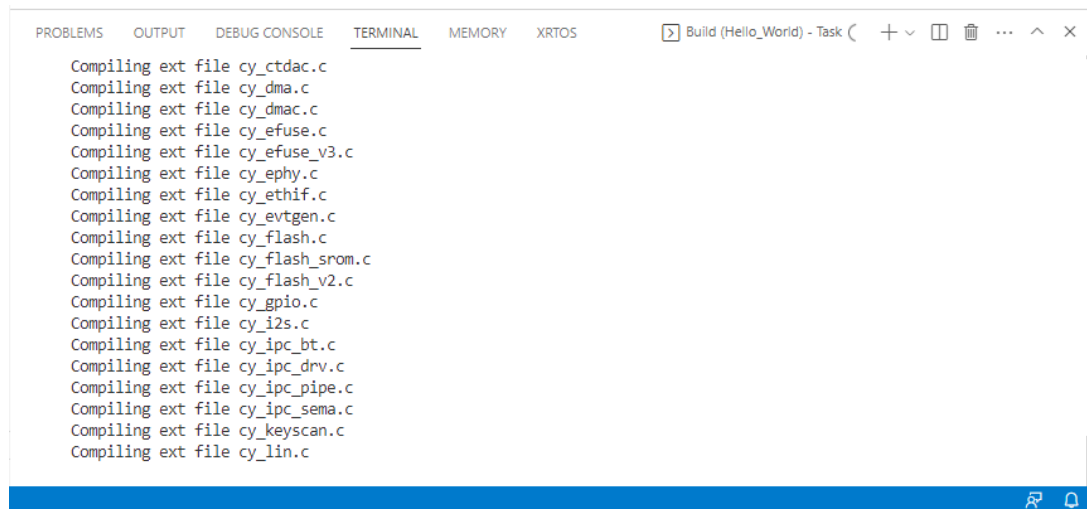 PROBLEMS OUTPUT DEBUG CONSOLE TERMINAL MEMORY XRTOS Build (Hello_World) - Task
Compiling ext file cy_ctdac.c
Compiling ext file cy_dma.c
Compiling ext file cy_dmac.c
Compiling ext file cy_efuse.c
Compiling ext file cy_efuse_v3.c
Compiling ext file cy_ephy.c
Compiling ext file cy_ethif.c
Compiling ext file cy_evtgen.c
Compiling ext file cy_flash.c
Compiling ext file cy_flash_srom.c
Compiling ext file cy_flash_v2.c
Compiling ext file cy_gpio.c
Compiling ext file cy_i2s.c
Compiling ext file cy_ipc_bt.c
Compiling ext file cy_ipc_drv.c
Compiling ext file cy_ipc_pipe.c
Compiling ext file cy_ipc_sema.c
Compiling ext file cy_keyscan.c
Compiling ext file cy_lin.c